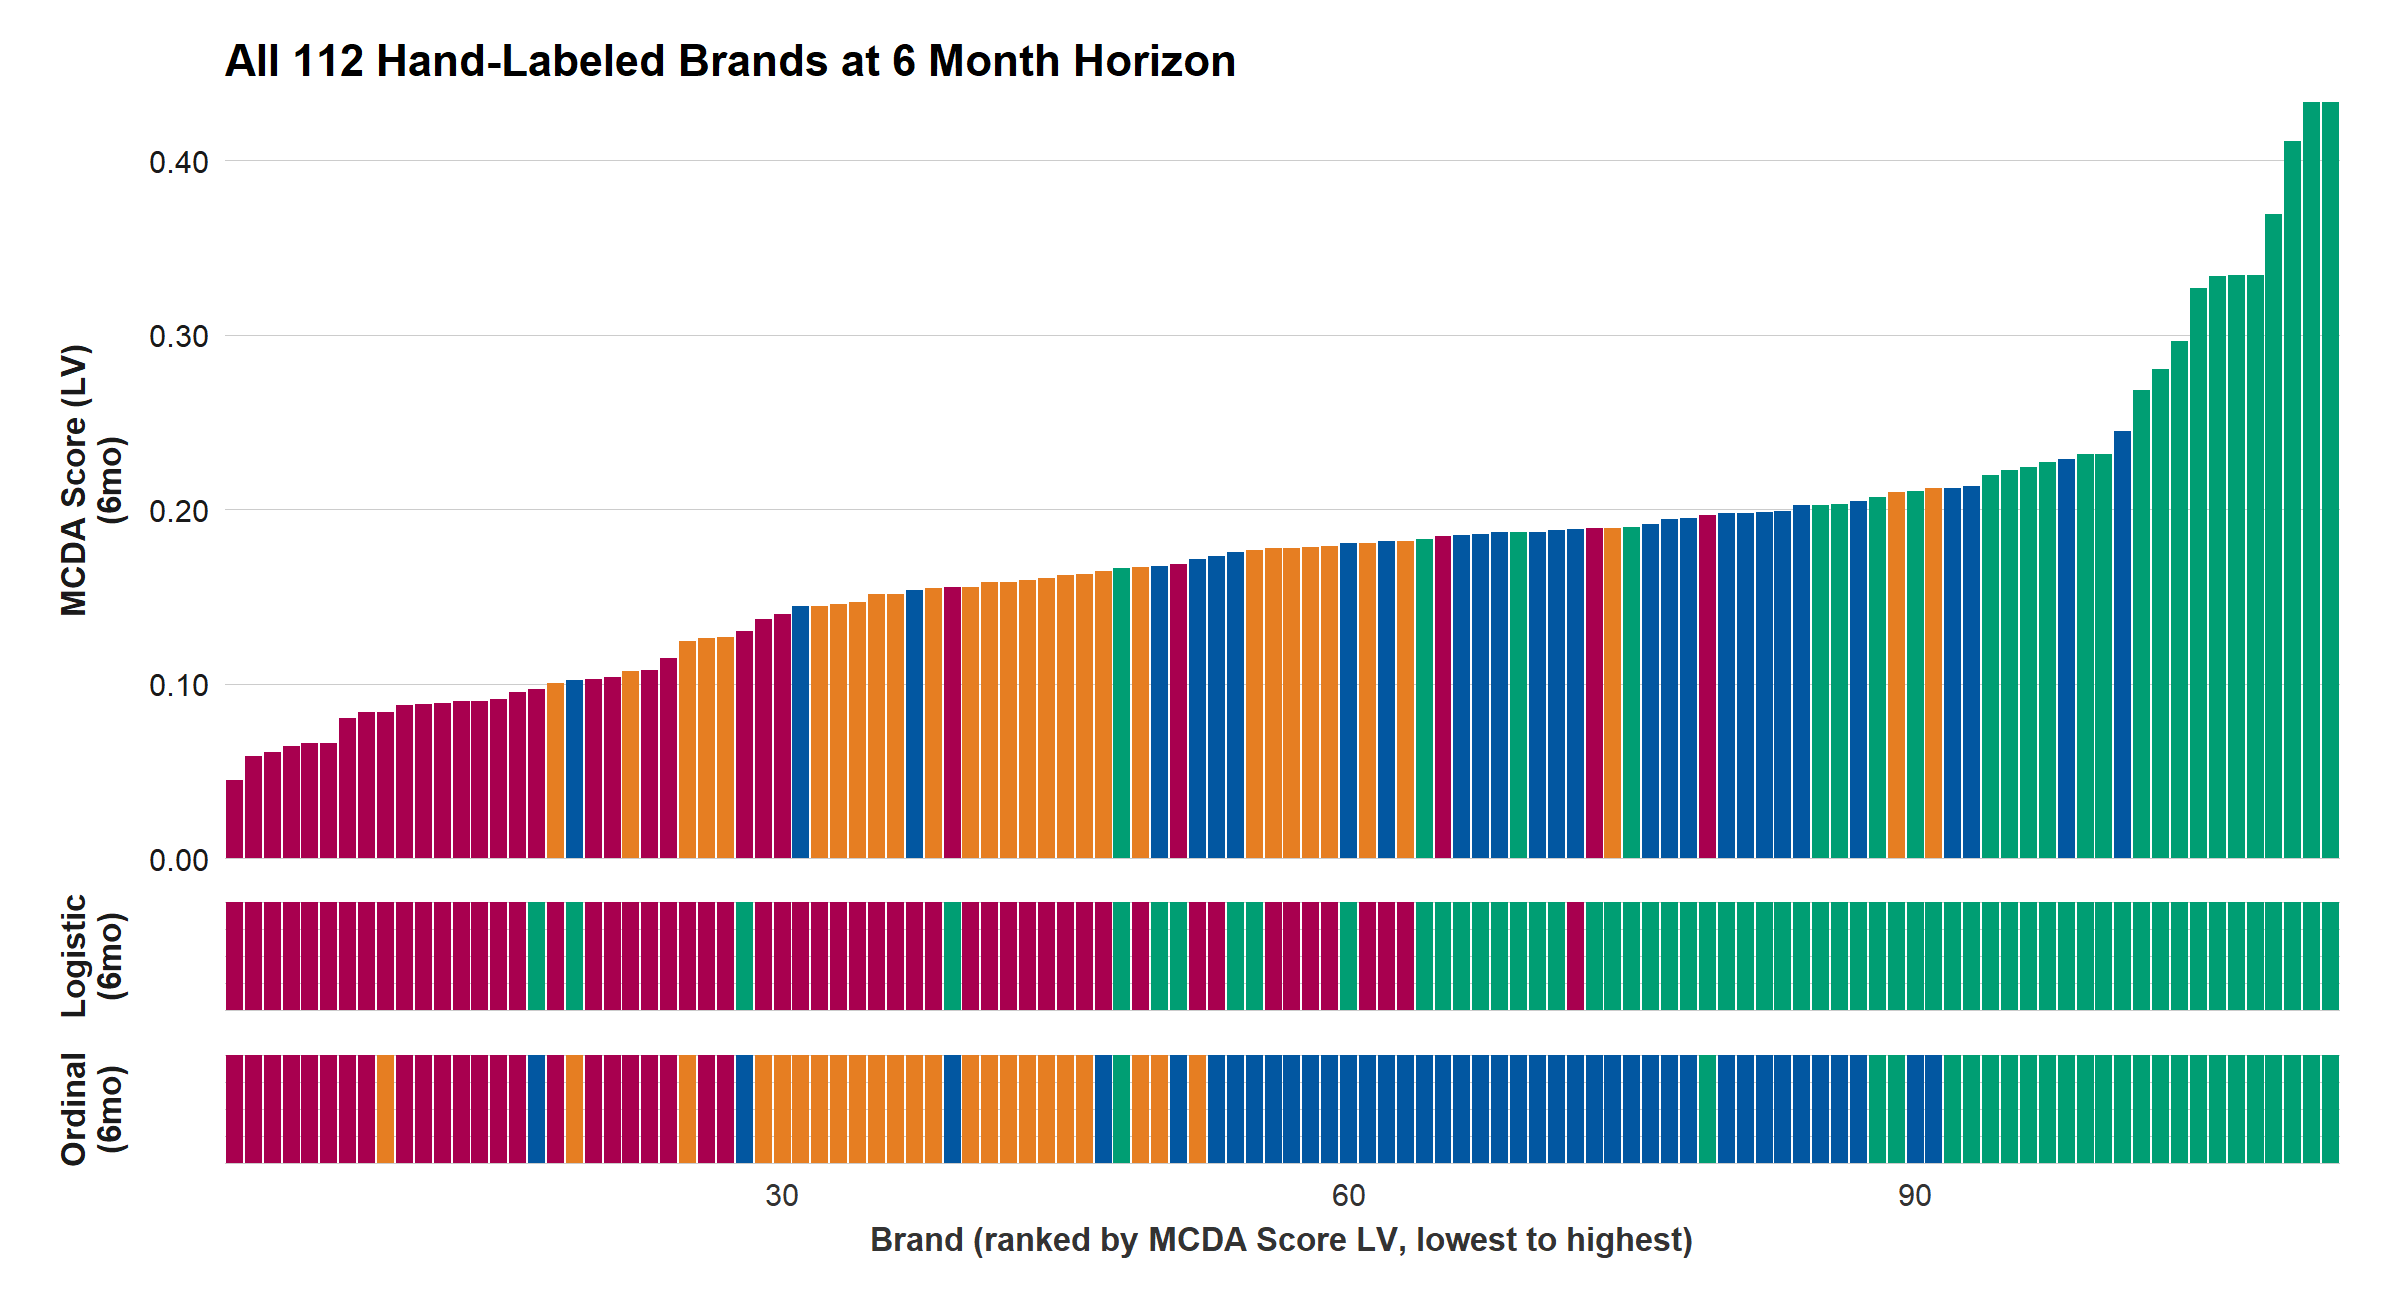 All 112 Hand-Labeled Brands at 6 Month Horizon
MCDA Score (LV)
(6mo)
0.40
0.30
0.20
0.10
0.00
Logistic
(6mo)
Ordinal
(6mo)
30
60
90
Brand (ranked by MCDA Score LV, lowest to highest)